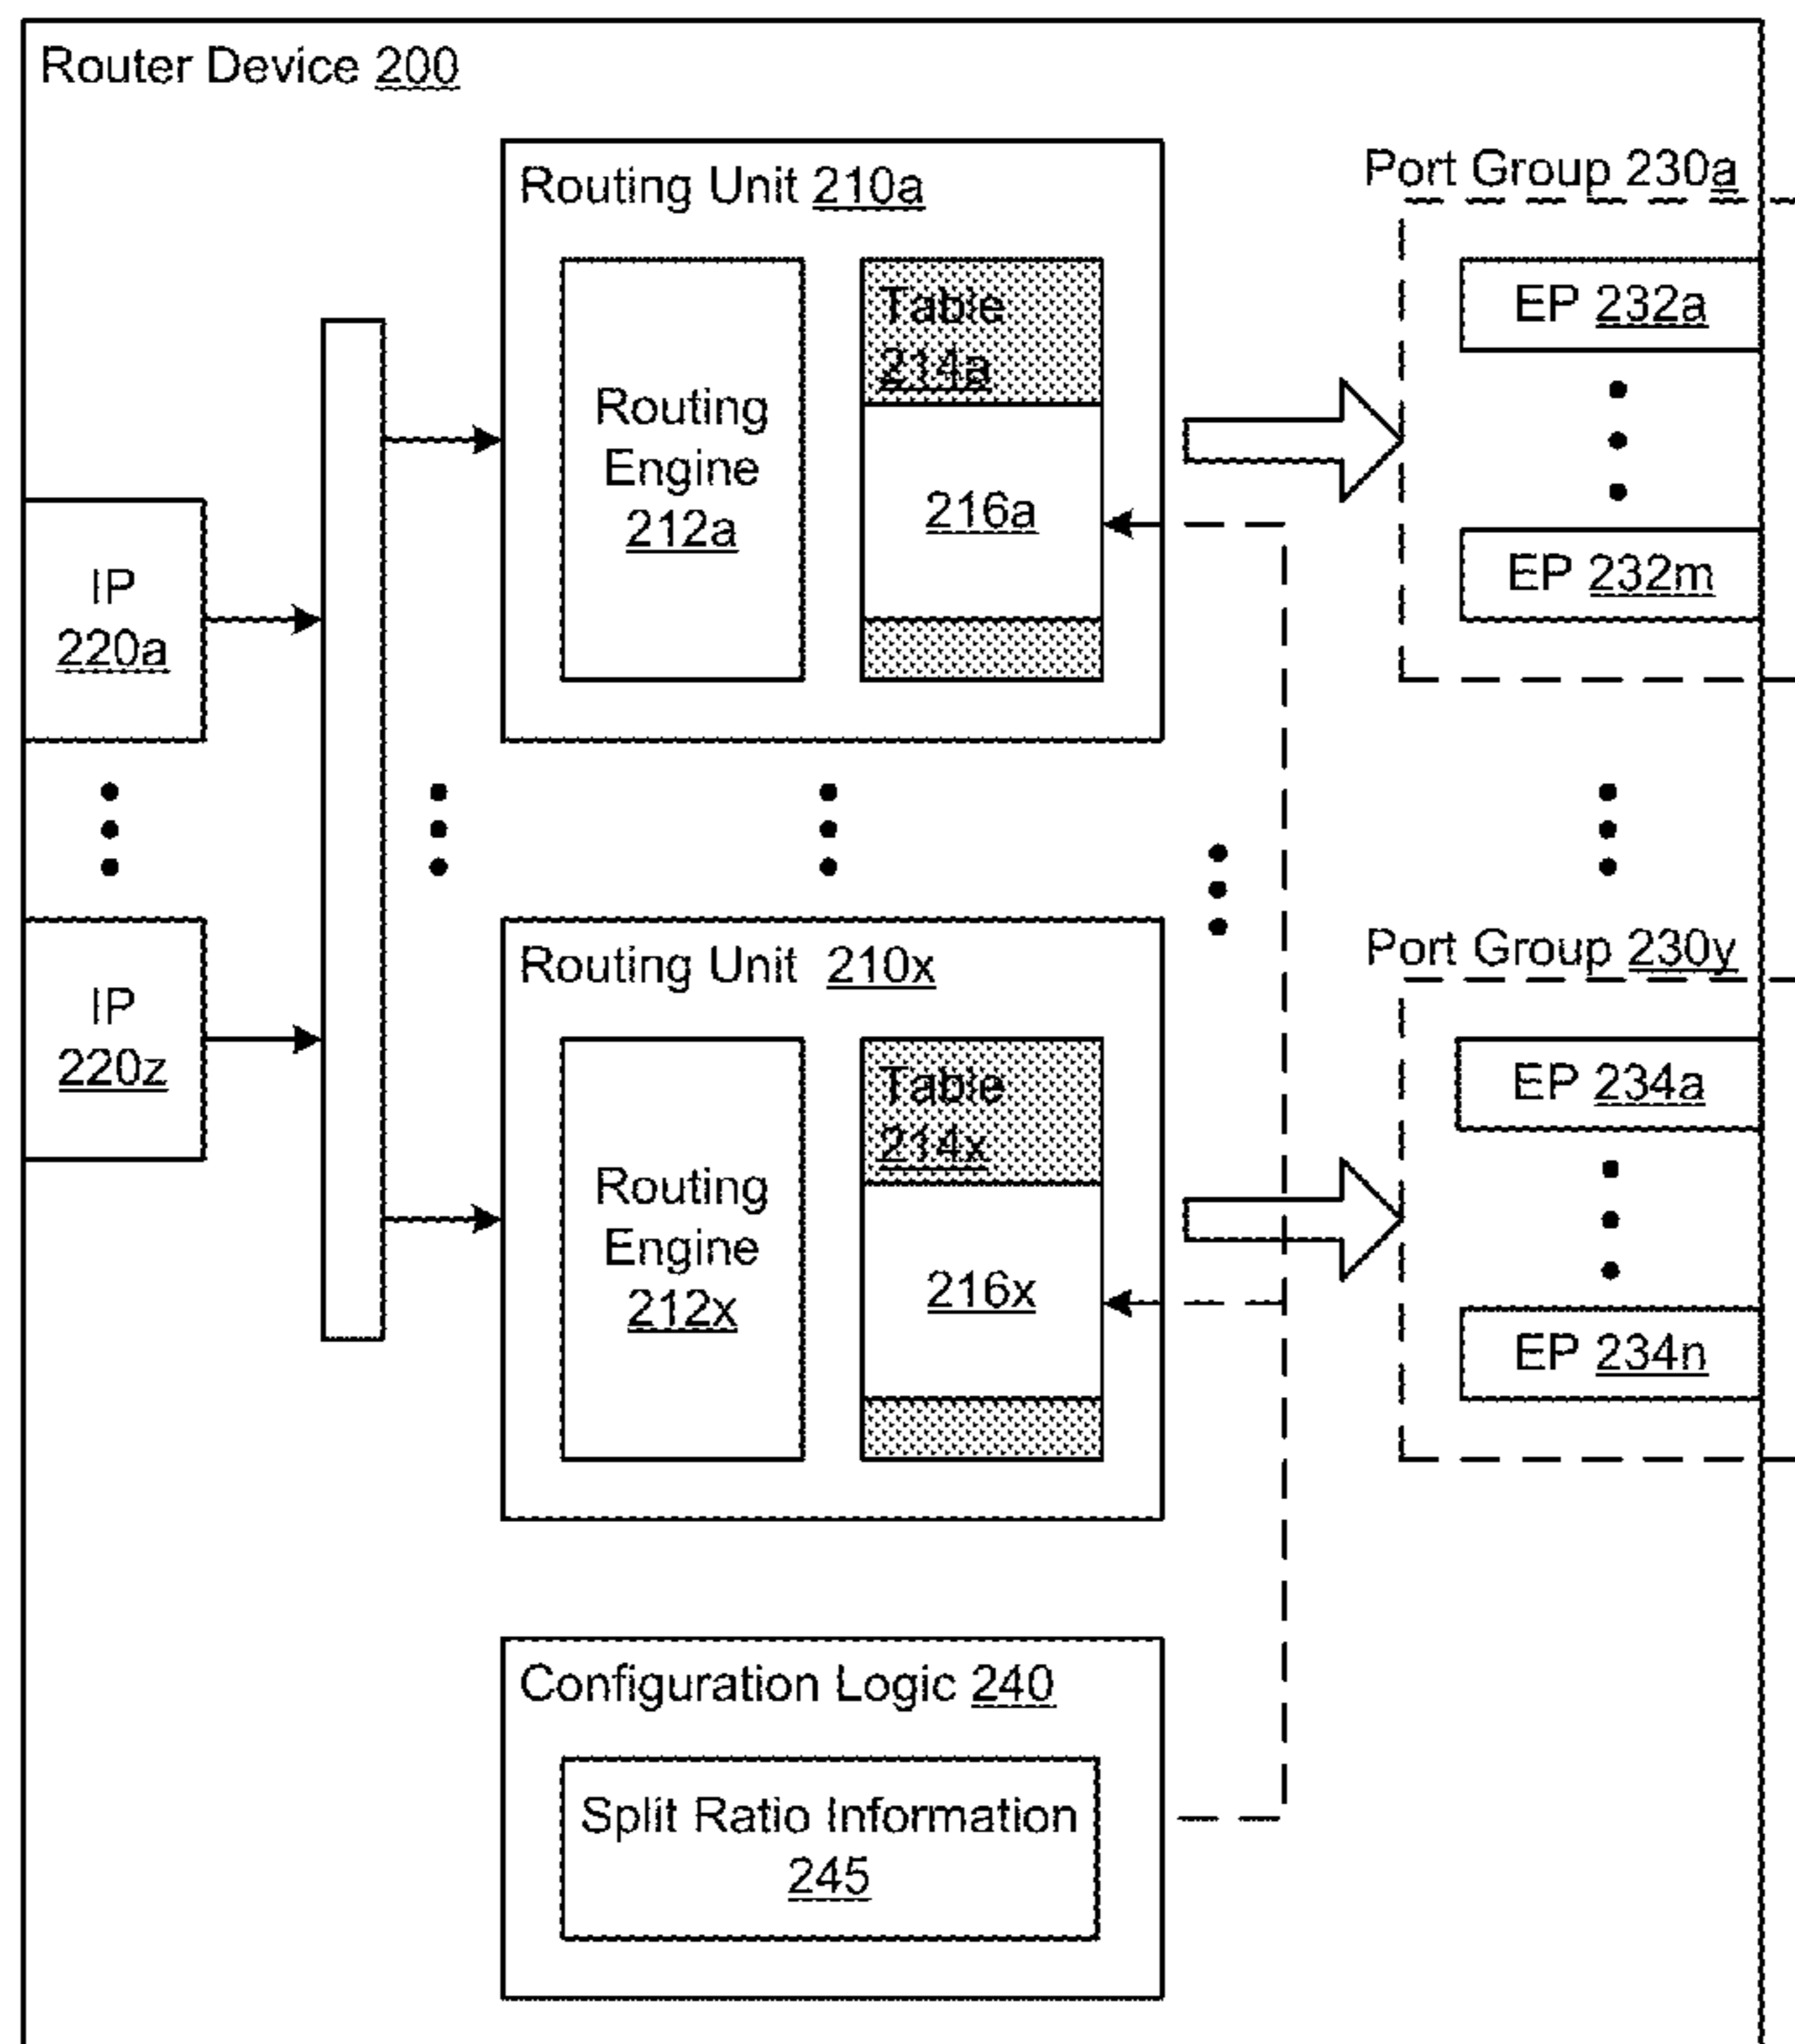 Router Device 200
Routing Unit 210a
Port Group 230a
Routing
Engine
212a
Table
214a
216a
EP 232a
EP 232m
IP
220a
IP
220z
Routing Unit 210x
Port Group 230y
Routing
Engine
212x
Table
214x
216x
EP 234a
EP 234n
Configuration Logic 240
Split Ratio Information
245